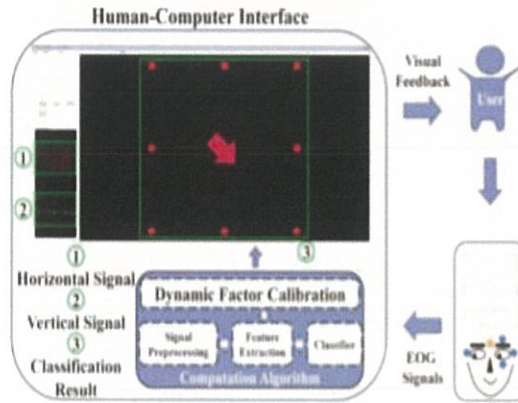 Human-Computer Interface
Visual
Feedback
User
1
2
1
3
Horizontal Signal
2
Vertical Signal
3
Classification
Result
Dynamic Factor Calibration
Signal
Preprocessing
Feature
Extraction
Classifier
Computation Algorithm
EOG
Signals